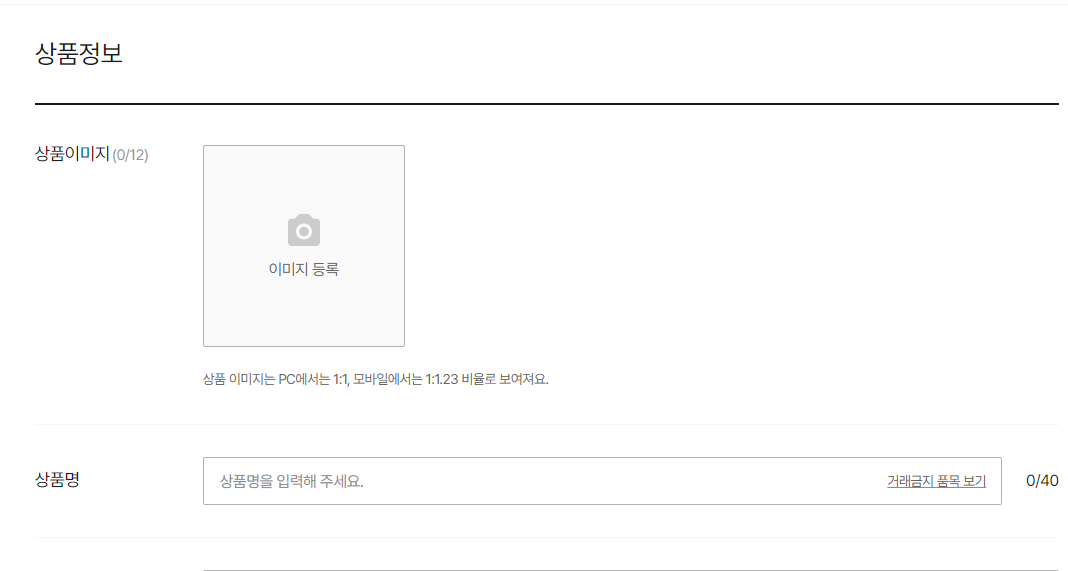 상품정보
상품이미지(0/12)
이미지 등록
상품 이미지는 PC에서는 1:1, 모바일에서는 1:1.23 비율로 보여져요.
상품명
상품명을 입력해 주세요.
거래금지 품목 보기
0/40